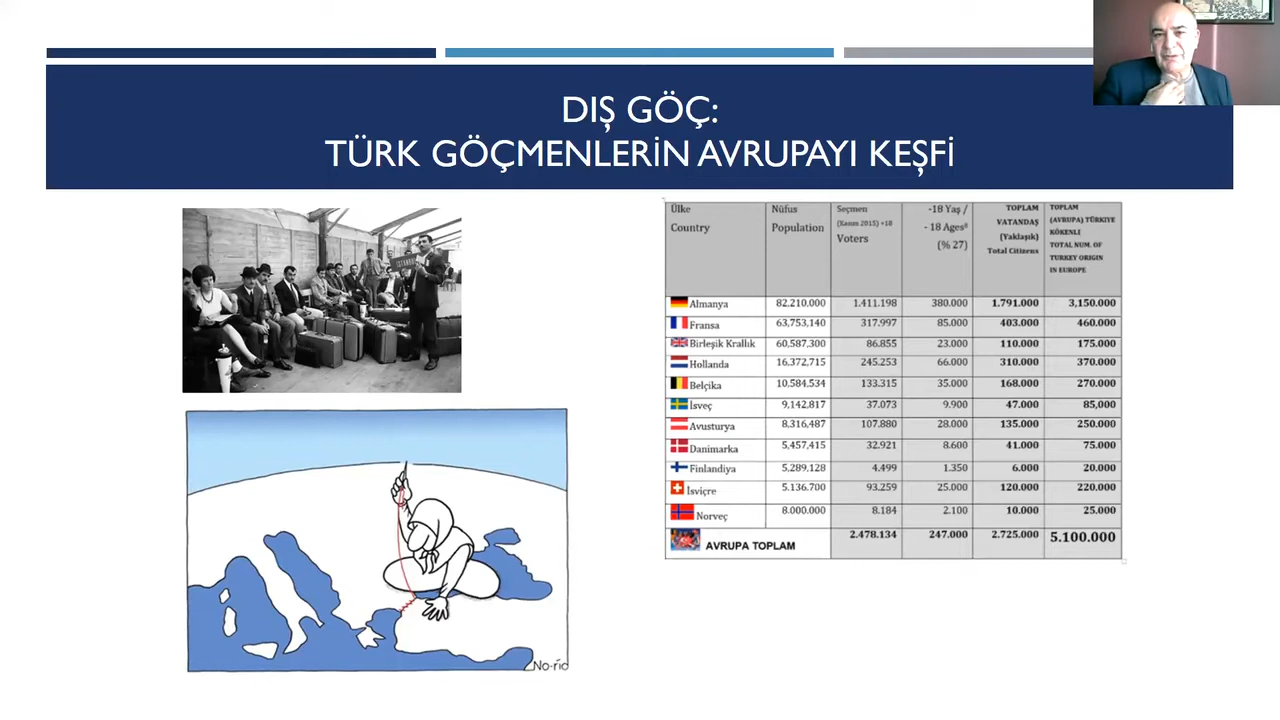 DIŞ GÖÇ:
TÜRK GÖÇMENLERİN AVRUPAYI KEŞFİ
İSTANBUL
Ülke Country Nüfus Population Seçmen (Kasım 2015) +18 Voters -18 Yaş / - 18 Ages⁸ (% 27) TOPLAM VATANDAŞ (Yaklaşık) Total Citizens TOPLAM (AVRUPA) TÜRKIYE KÖKENLI TOTAL NUM. OF TURKEY ORIGIN IN EUROPE
Almanya 82.210.000 1.411.198 380.000 1.791.000 3,150.000
Fransa 63,753,140 317.997 85.000 403.000 460.000
Birleşik Krallık 60,587,300 86.855 23.000 110.000 175.000
Hollanda 16,372,715 245.253 66.000 310.000 370.000
Belçika 10,584,534 133.315 35.000 168.000 270.000
İsveç 9,142,817 37.073 9.900 47.000 85,000
Avusturya 8,316,487 107.880 28.000 135.000 250.000
Danimarka 5,457,415 32.921 8.600 41.000 75.000
Finlandiya 5.289,128 4.499 1.350 6.000 20.000
İsviçre 5.136.700 93.259 25.000 120.000 220.000
Norveç 8.000.000 8.184 2.100 10.000 25.000
AVRUPA TOPLAM 2.478.134 247.000 2.725.000 5.100.000
No-rio